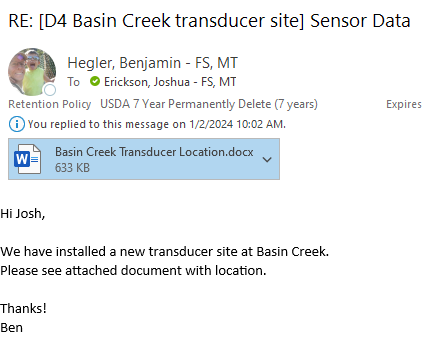 RE: [D4 Basin Creek transducer site] Sensor Data
Hegler, Benjamin - FS, MT
To Erickson, Joshua - FS, MT
Retention Policy USDA 7 Year Permanently Delete (7 years) Expires
You replied to this message on 1/2/2024 10:02 AM.
Basin Creek Transducer Location.docx
633 KB
Hi Josh,
We have installed a new transducer site at Basin Creek.
Please see attached document with location.
Thanks!
Ben